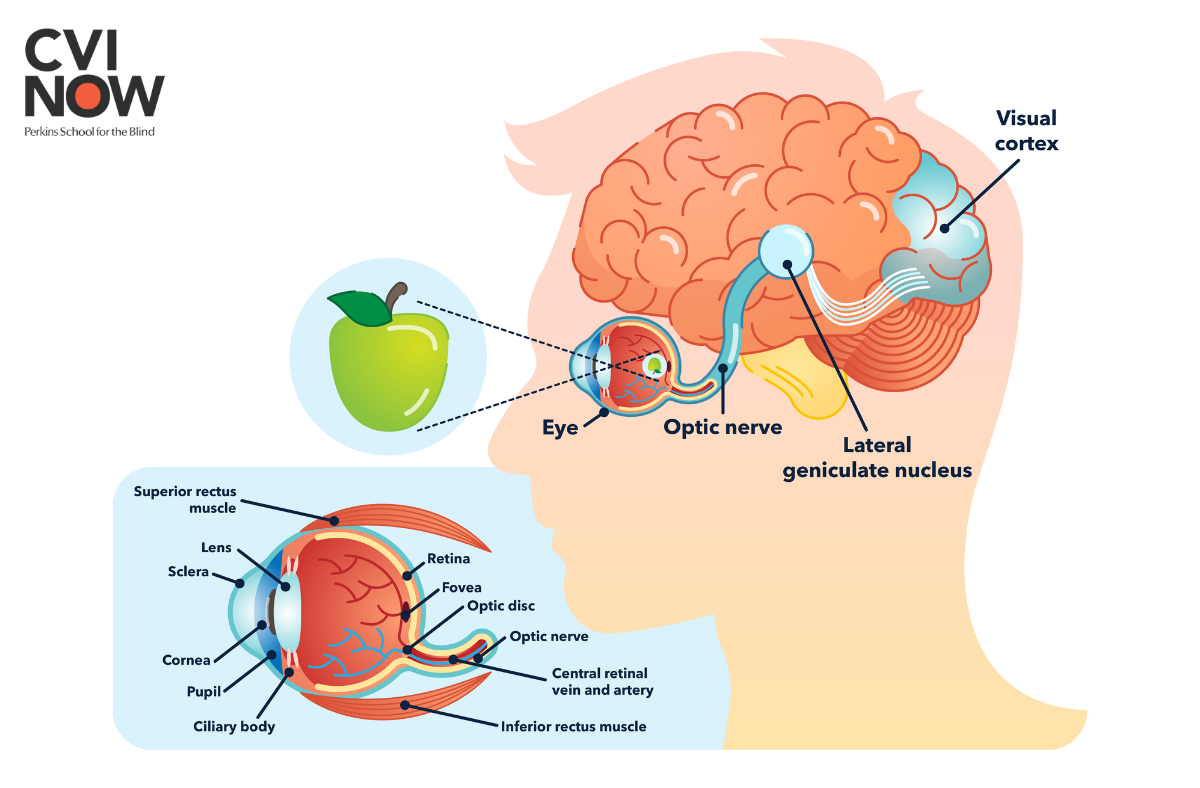 CVI
NOW
Perkins School for the Blind
Visual
cortex
Eye
Optic nerve
Lateral
geniculate nucleus
Superior rectus
muscle
Lens
Sclera
Cornea
Pupil
Ciliary body
Retina
Fovea
Optic disc
Optic nerve
Central retinal
vein and artery
Inferior rectus muscle